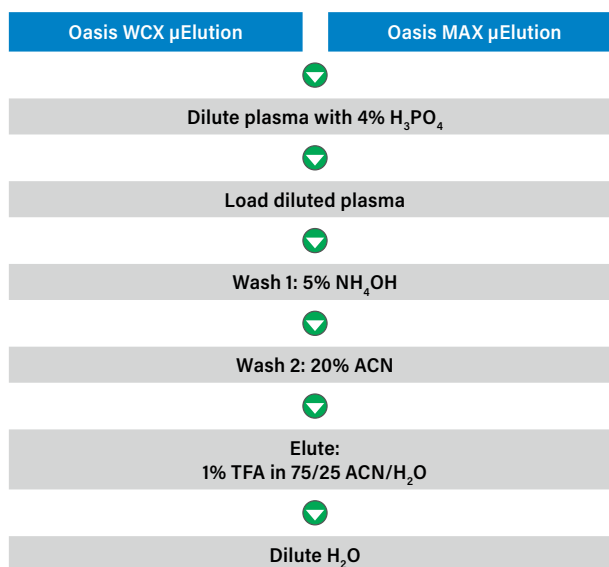 Oasis WCX µElution
Oasis MAX µElution
Dilute plasma with 4% H₃PO₄
Load diluted plasma
Wash 1: 5% NH₄OH
Wash 2: 20% ACN
Elute:
1% TFA in 75/25 ACN/H₂O
Dilute H₂O